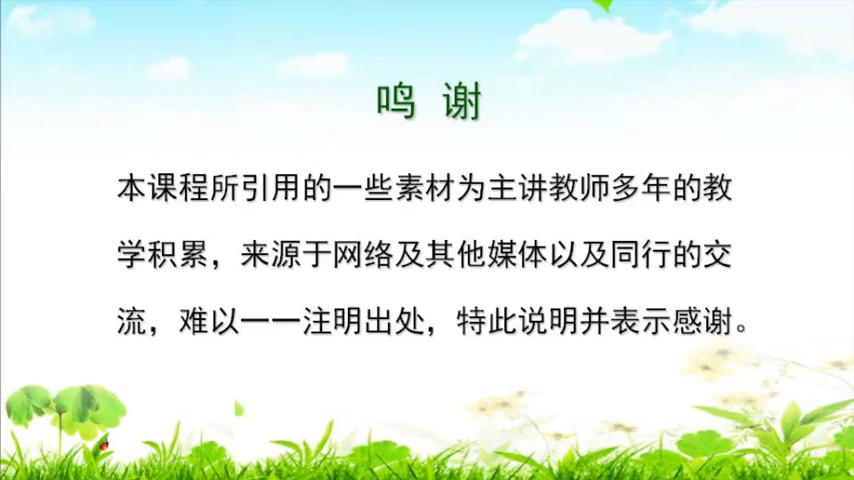 鸣 谢
本课程所引用的一些素材为主讲教师多年的教
学积累，来源于网络及其他媒体以及同行的交
流，难以一一注明出处，特此说明并表示感谢。